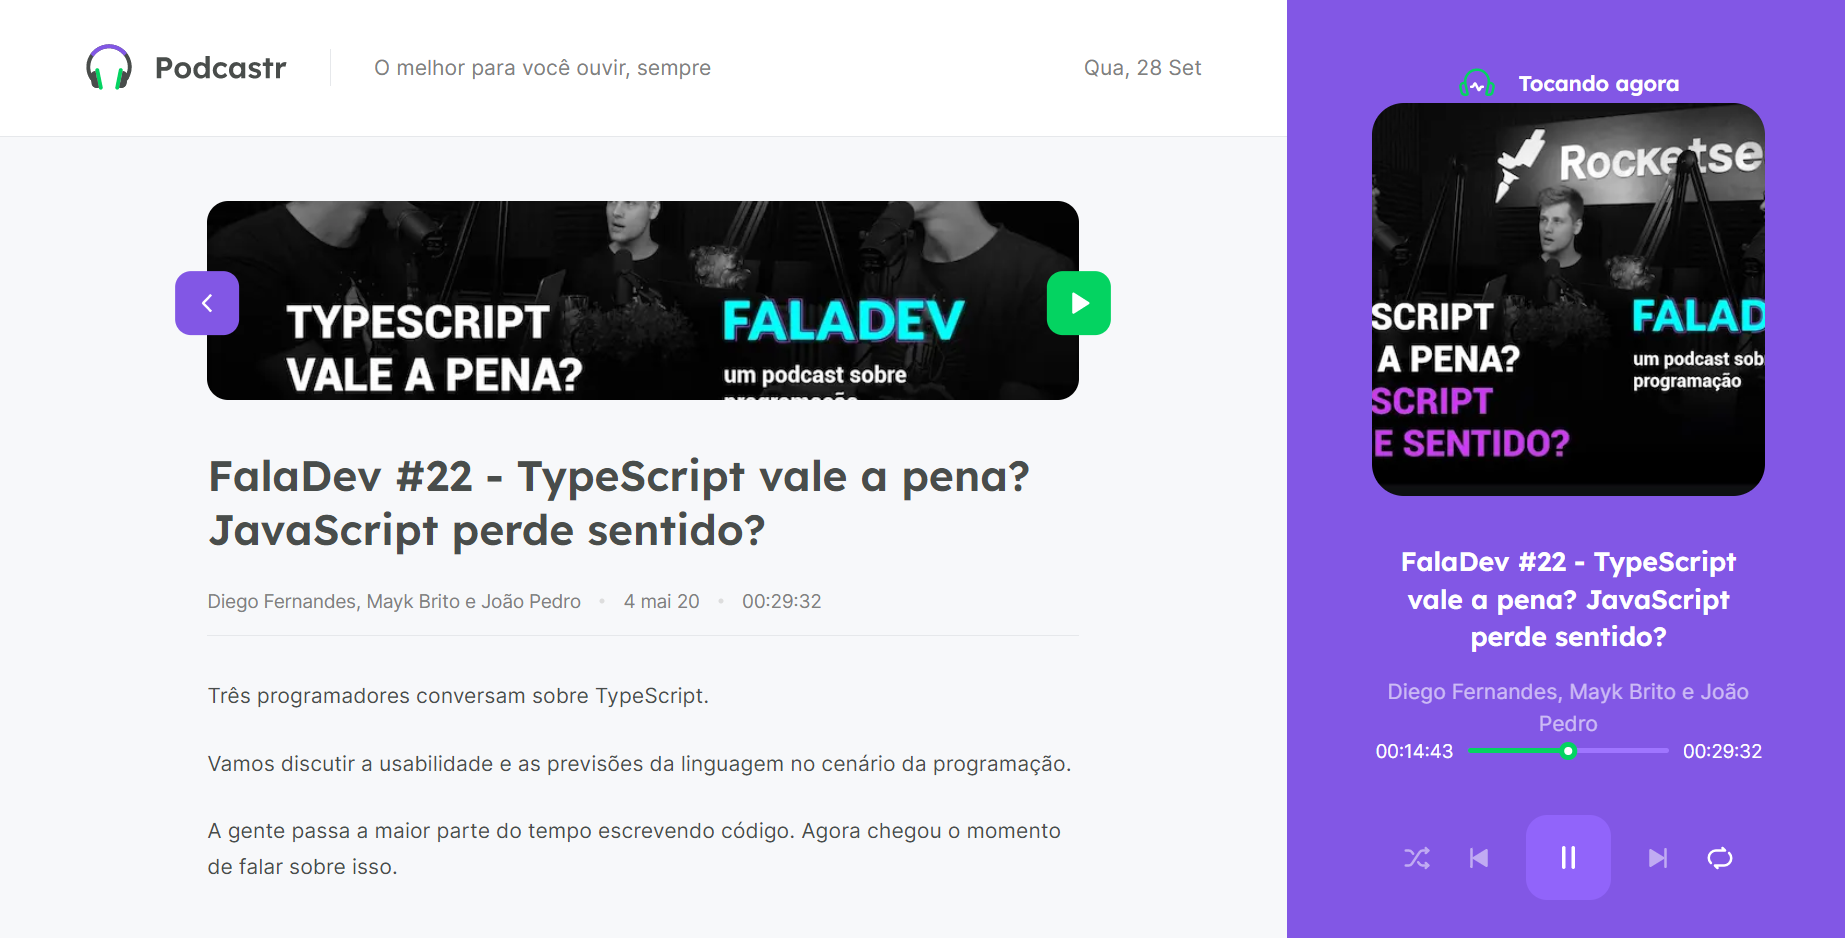 Podcastr
O melhor para você ouvir, sempre
Qua, 28 Set
TYPESCRIPT
VALE A PENA?
FALADEV
um podcast sobre
programação
FalaDev #22 - TypeScript vale a pena?
JavaScript perde sentido?
Diego Fernandes, Mayk Brito e João Pedro • 4 mai 20 • 00:29:32
Três programadores conversam sobre TypeScript.
Vamos discutir a usabilidade e as previsões da linguagem no cenário da programação.
A gente passa a maior parte do tempo escrevendo código. Agora chegou o momento
de falar sobre isso.
Tocando agora
Rocketse
SCRIPT
A PENA?
SCRIPT
E SENTIDO?
FALAD
um podcast sob
programação
FalaDev #22 - TypeScript
vale a pena? JavaScript
perde sentido?
Diego Fernandes, Mayk Brito e João
Pedro
00:14:43
00:29:32